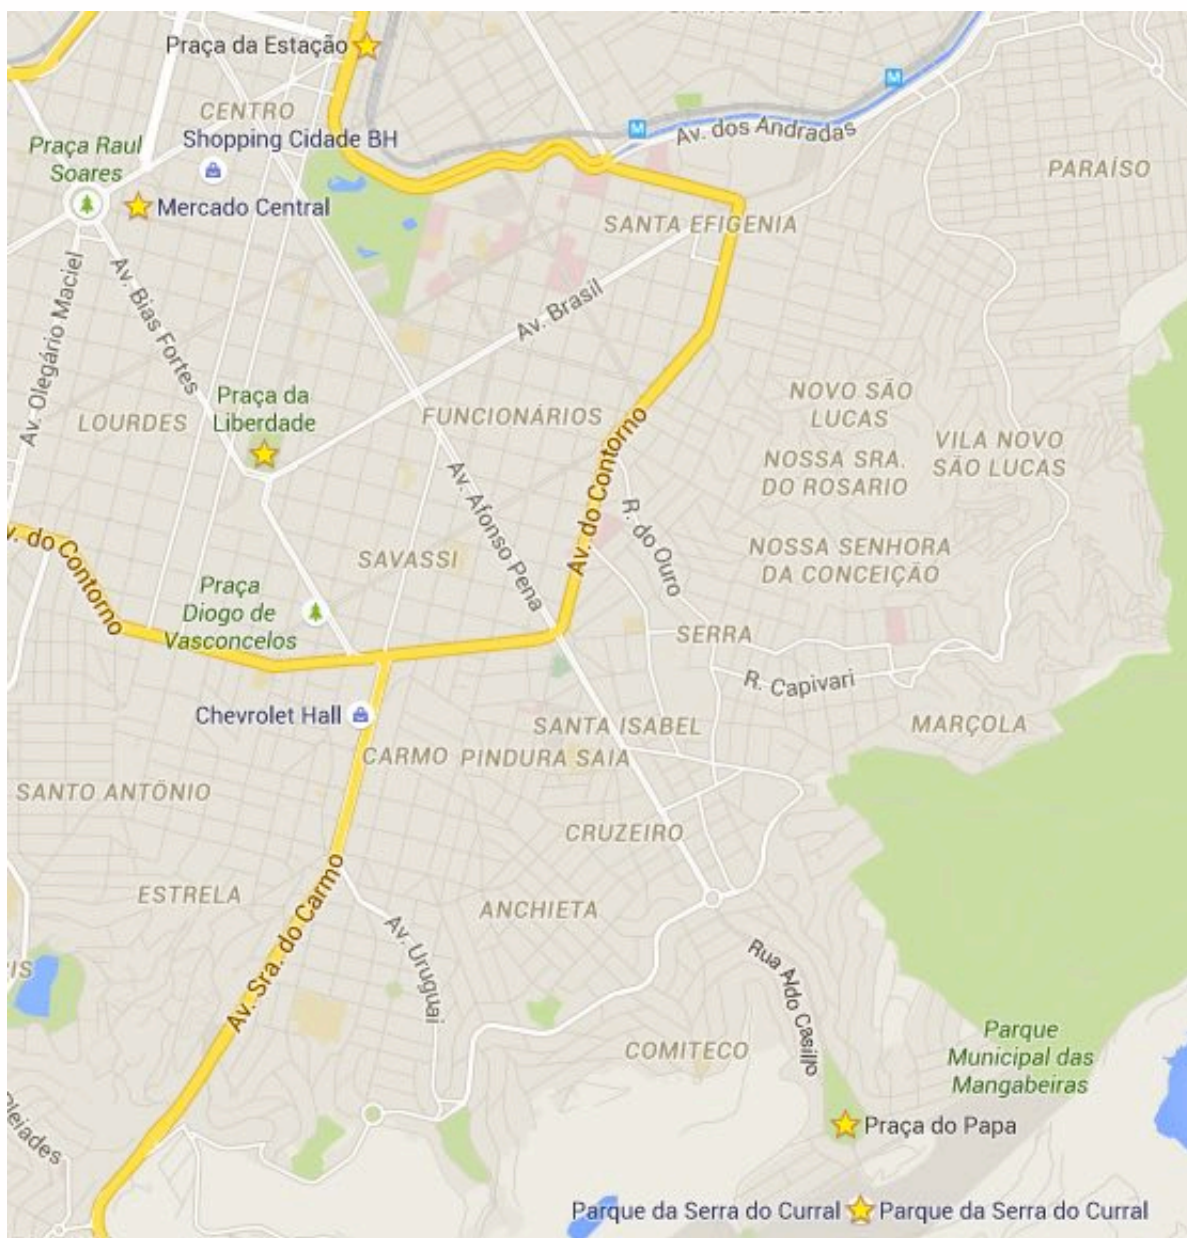 Praça da Estação
CENTRO
Shopping Cidade BH
Praça Raul
Soares
Mercado Central
M
M
Av. dos Andradas
PARAÍSO
SANTA EFIGENIA
Av. Olegário Maciel
Av. Bias Fortes
Av. Brasil
Praça da
Liberdade
LOURDES
FUNCIONÁRIOS
NOVO SÃO
LUCAS
VILA NOVO
SÃO LUCAS
NOSSA SRA.
DO ROSARIO
Av. do Contorno
Av. Afonso Pena
R. do Ouro
NOSSA SENHORA
DA CONCEIÇÃO
SAVASSI
v. do Contorno
Praça
Diogo de
Vasconcelos
SERRA
R. Capivari
Chevrolet Hall
SANTA ISABEL
MARÇOLA
CARMO
PINDURA SAIA
SANTO ANTÔNIO
CRUZEIRO
ESTRELA
ANCHIETA
Av. Sra. do Carmo
Av. Uruguai
Rua Aldo Casillo
IS
COMITECO
Parque
Municipal das
Mangabeiras
Pleiades
Praça do Papa
Parque da Serra do Curral
Parque da Serra do Curral